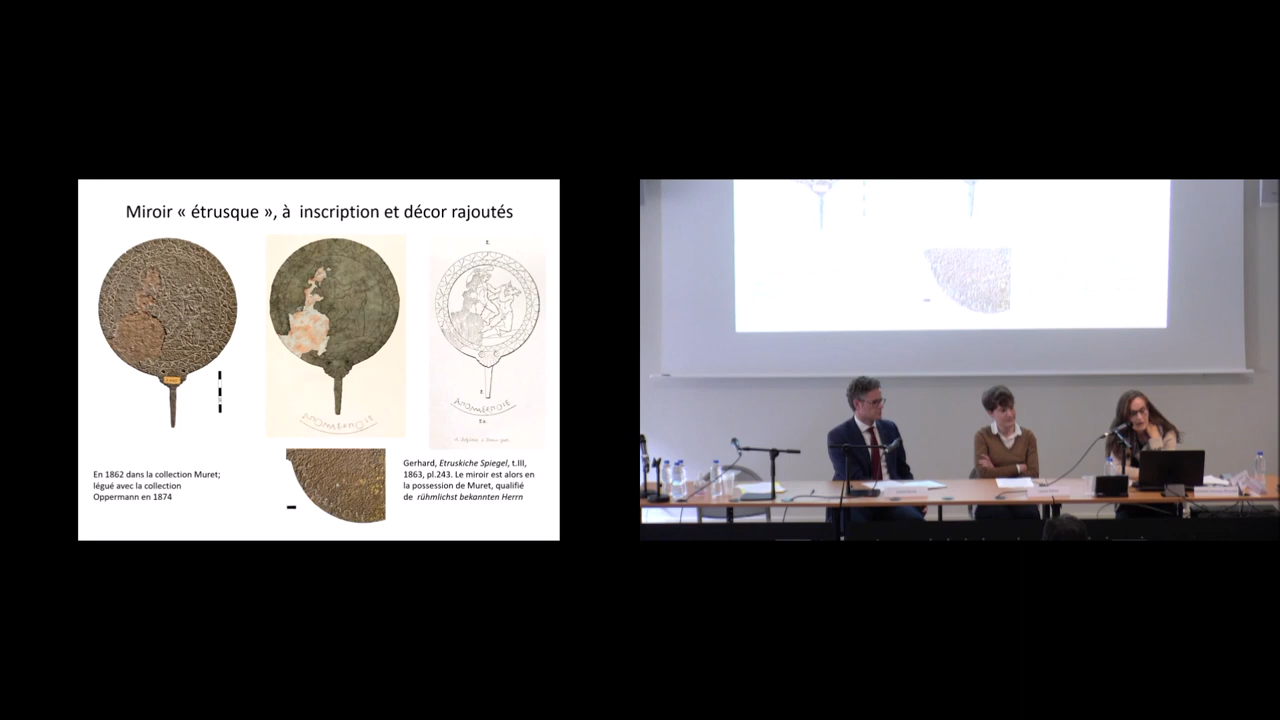 Miroir « étrusque », à  inscription et décor rajoutés
En 1862 dans la collection Muret;
légué avec la collection
Oppermann en 1874
Gerhard, Etruskiche Spiegel, t.III,
1863, pl.243. Le miroir est alors en
la possession de Muret, qualifié
de  rühmlichst bekannten Herrn